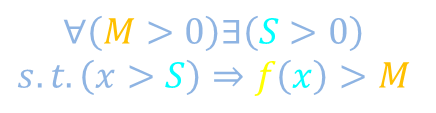 ∀(M > 0)∃(S > 0)
s.t.(x > S) ⇒ f(x) > M